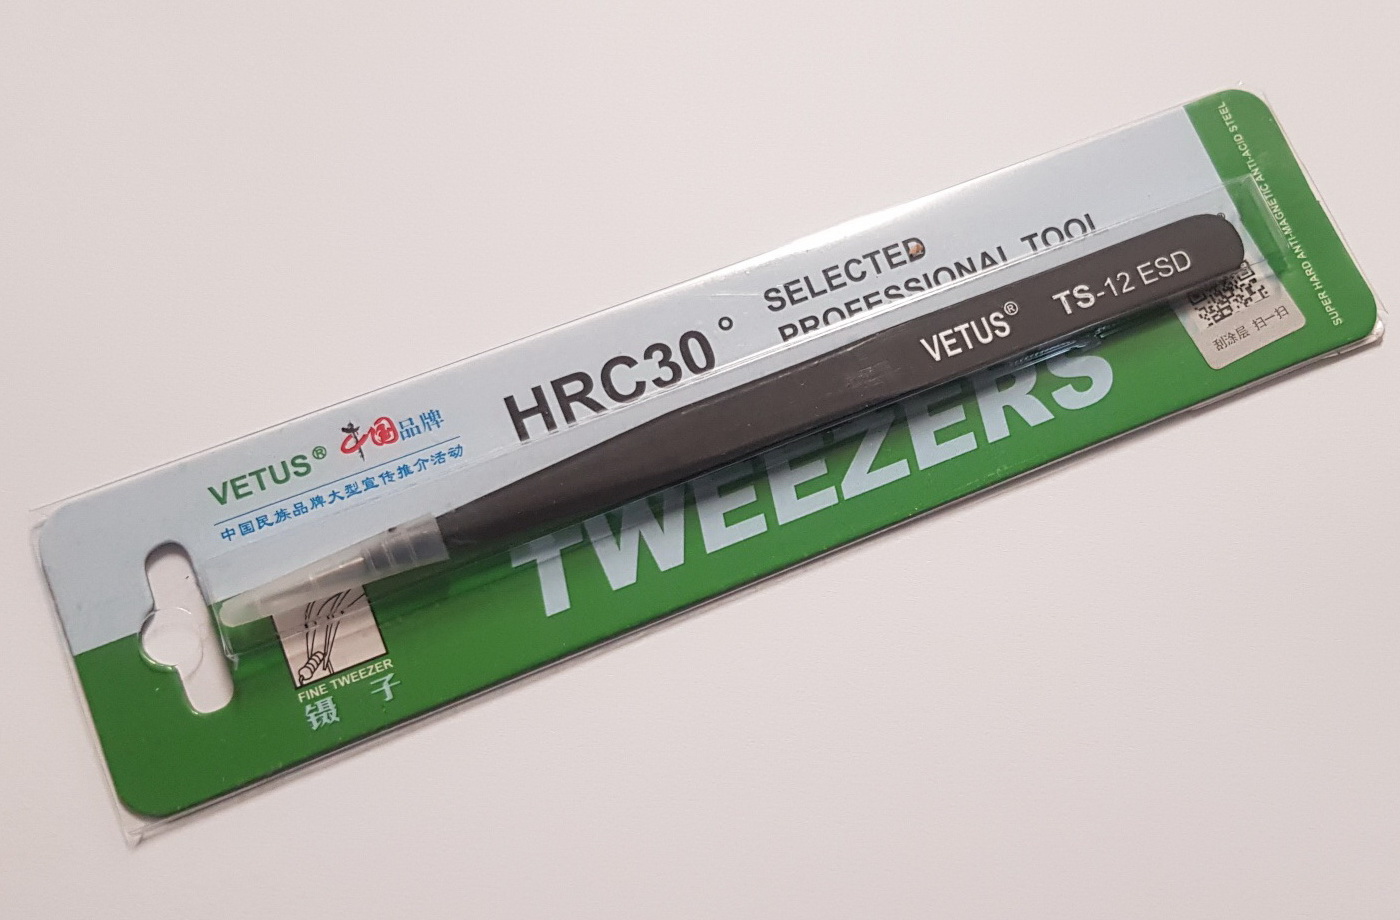 VETUS® 中国品牌
中国民族品牌大型宣传推介活动
HRC30°
SELECTED
PROFESSIONAL TOOL
VETUS® TS-12 ESD
TWEEZERS
FINE TWEEZER
镊 子
刮涂层 扫一扫
SUPER HARD ANTI-MAGNETIC ANTI-ACID STEEL